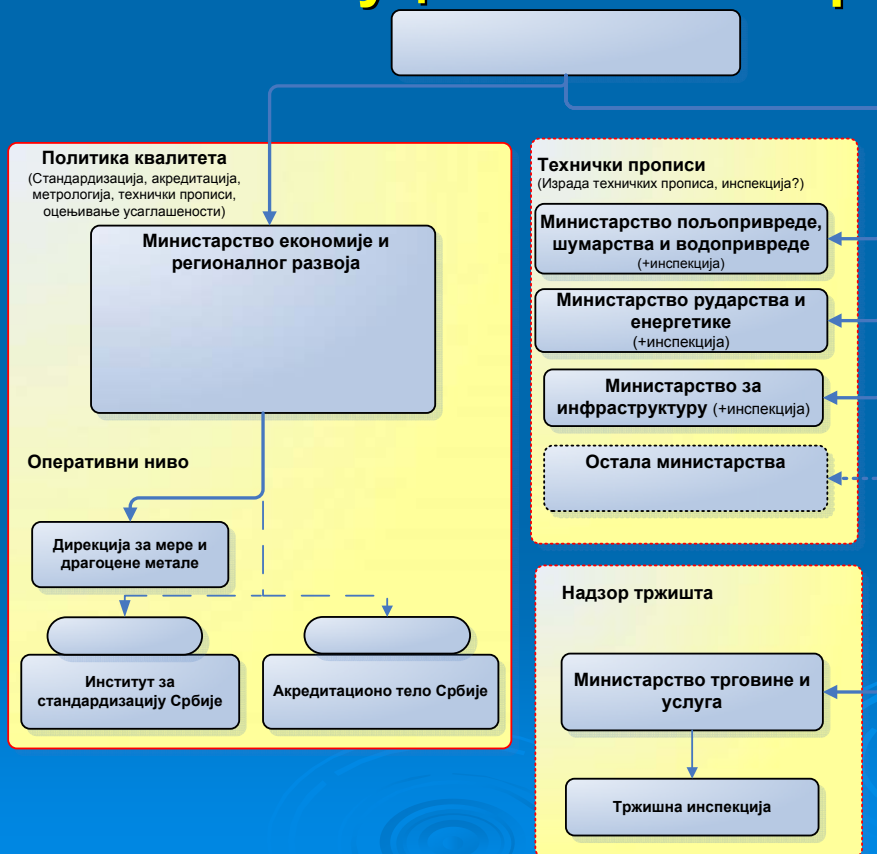 Политика квалитета
(Стандардизација, акредитација,
метрологија, технички прописи,
оцењивање усаглашености)
Министарство економије и
регионалног развоја
Оперативни ниво
Дирекција за мере и
драгоцене метале
Институт за
стандардизацију Србије
Акредитационо тело Србије
Технички прописи
(Израда техничких прописа, инспекција?)
Министарство пољопривреде,
шумарства и водопривреде
(+инспекција)
Министарство рударства и
енергетике
(+инспекција)
Министарство за
инфраструктуру (+инспекција)
Остала министарства
Надзор тржишта
Министарство трговине и
услуга
Тржишна инспекција